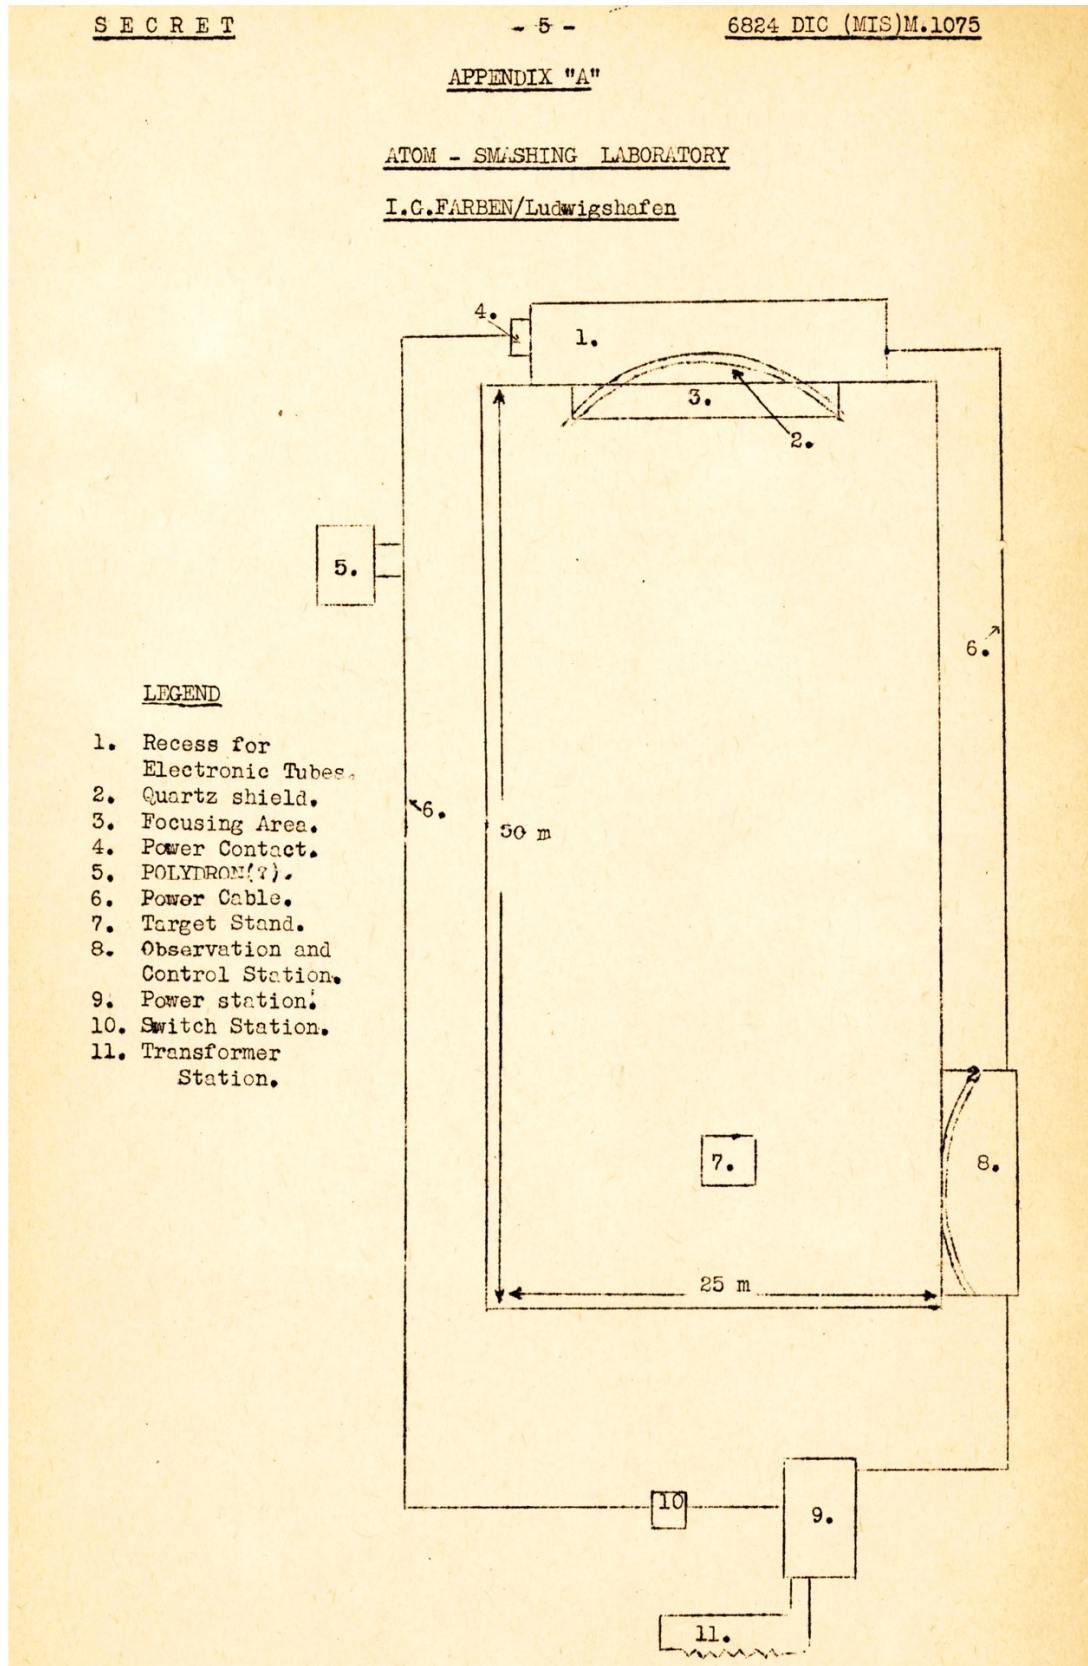 S E C R E T
- 5 -
6824 DIC (MIS)M.1075
APPENDIX "A"
ATOM - SMASHING LABORATORY
I.G.FARBEN/Ludwigshafen
4.
1.
3.
2.
5.
6.
LEGEND
1. Recess for
Electronic Tubes.
2. Quartz shield.
3. Focusing Area.
4. Power Contact.
5. POLYDRON(?).
6. Power Cable.
7. Target Stand.
8. Observation and
Control Station.
9. Power station.
10. Switch Station.
11. Transformer
Station.
6.
50 m
2
7.
8.
25 m
10
9.
11.